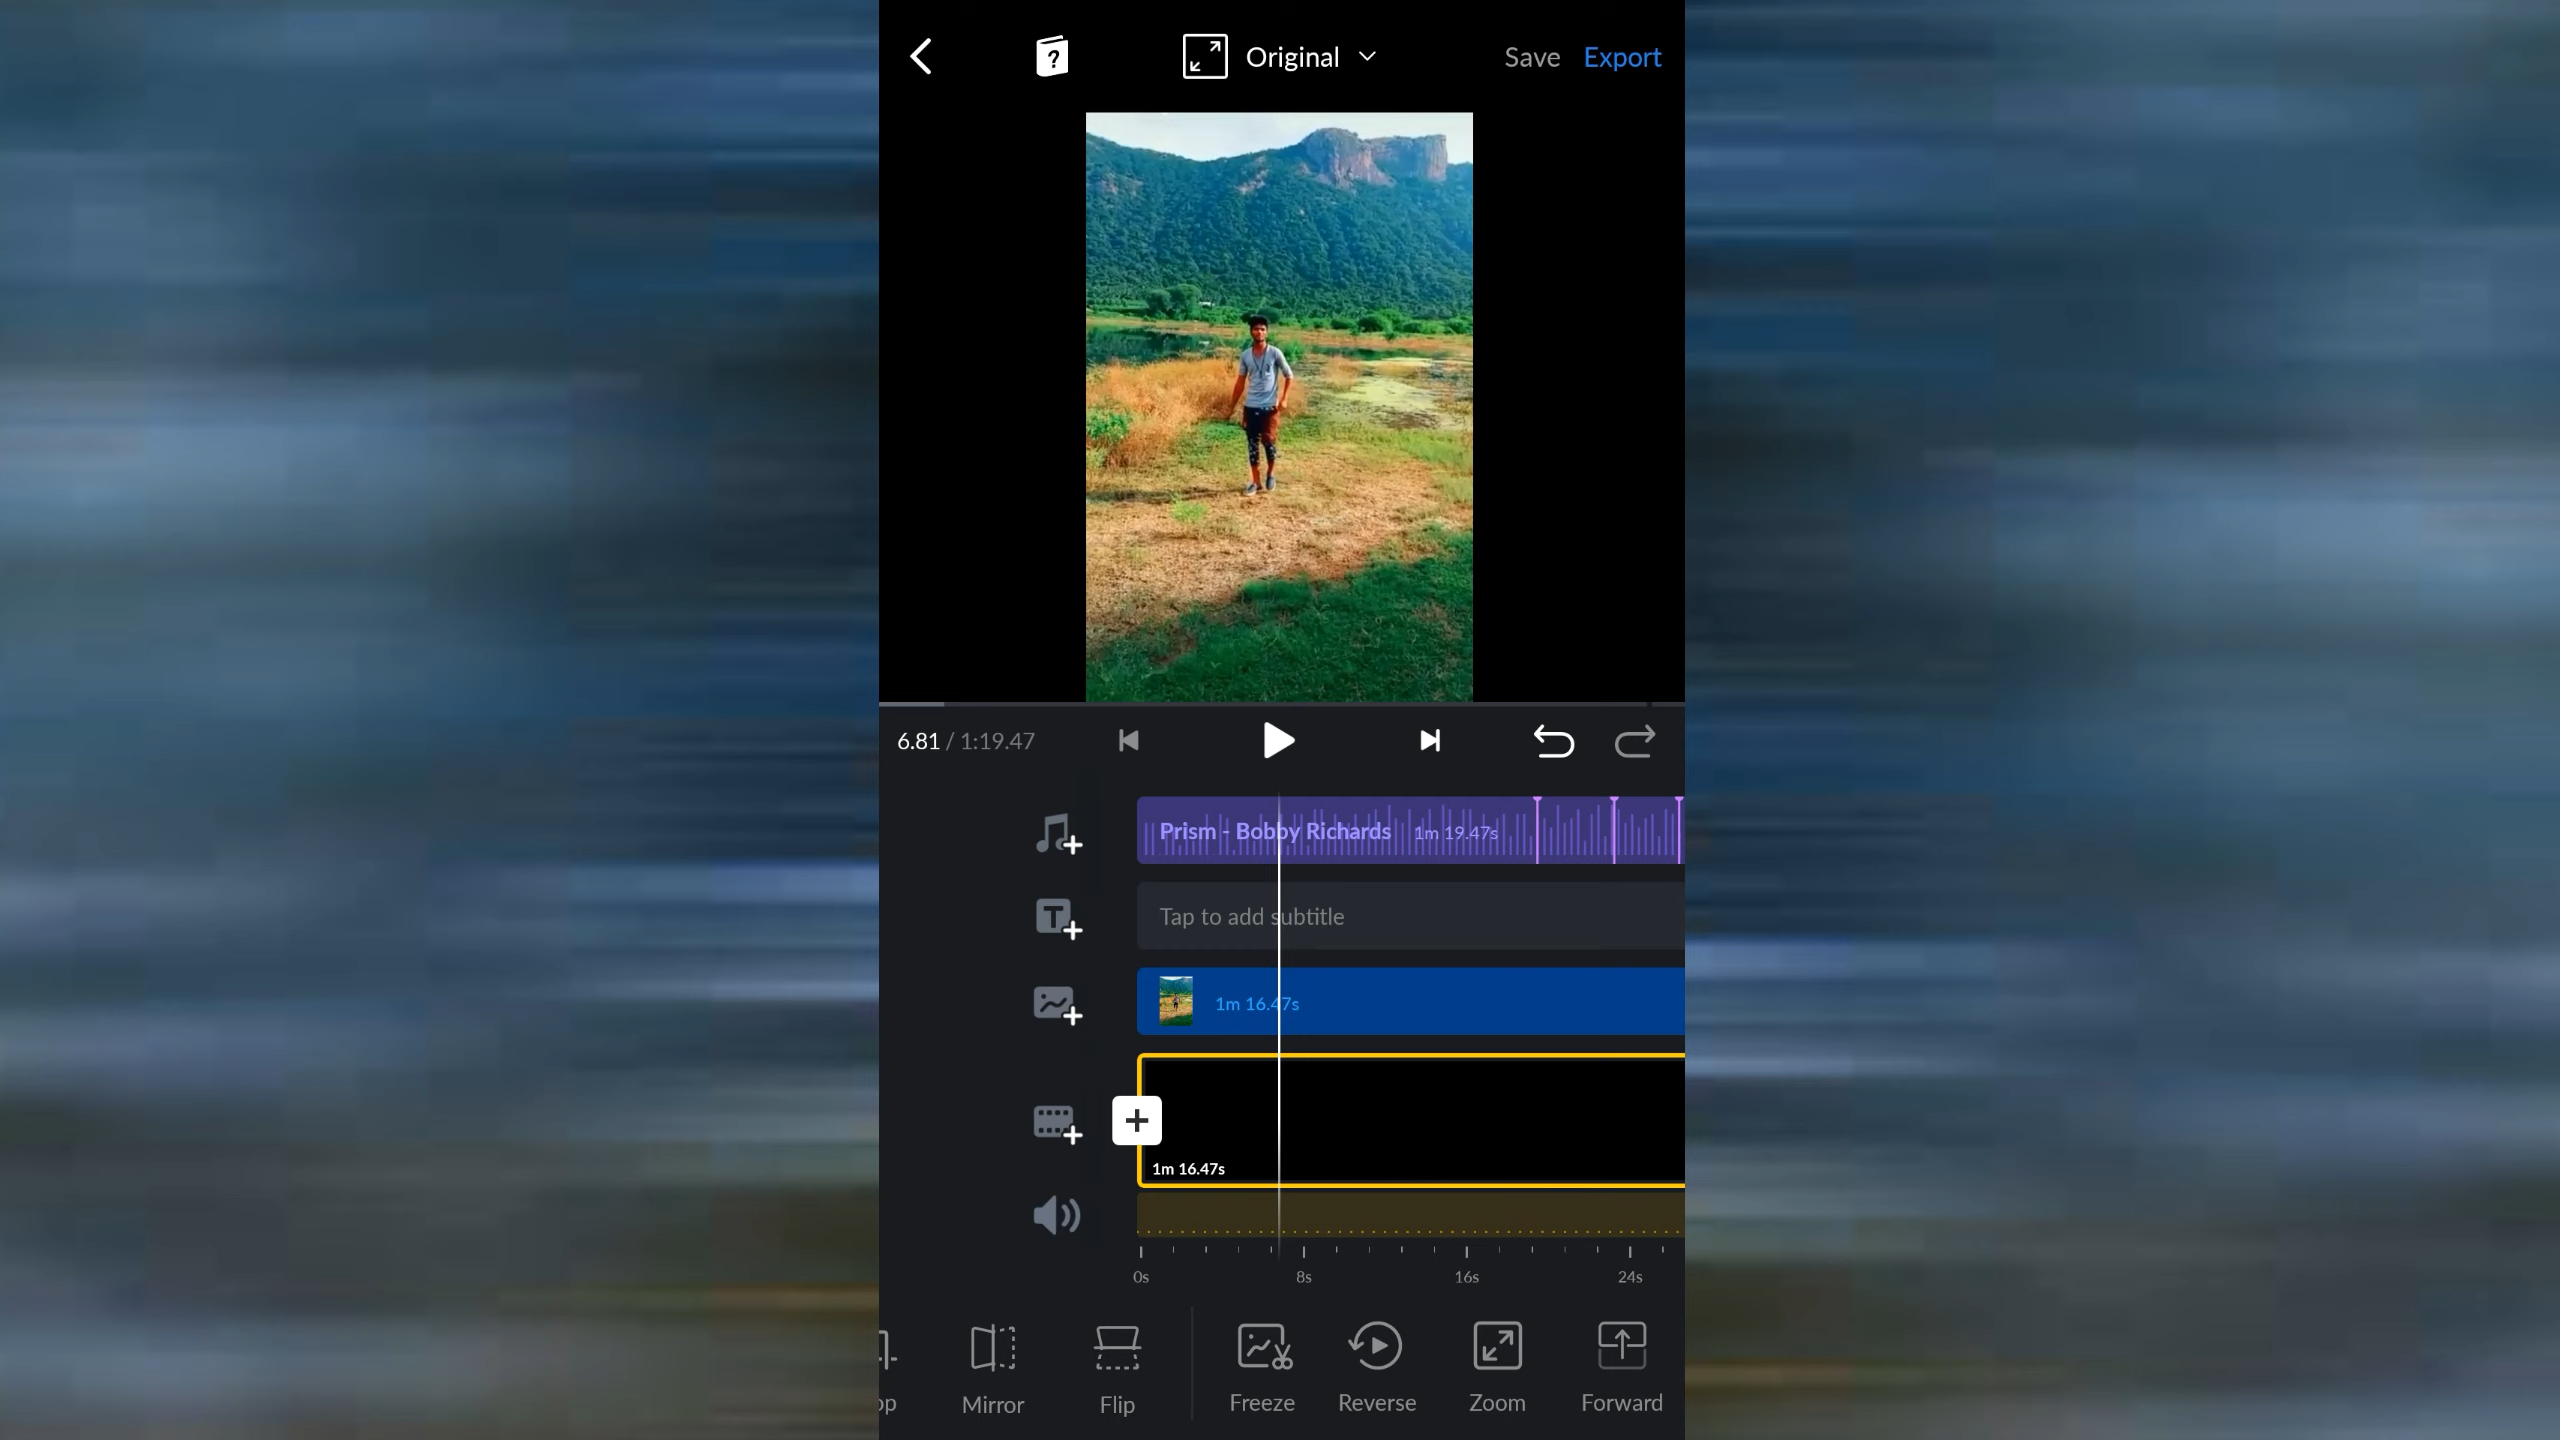 Original
Save Export
6.81 / 1:19.47
Prism - Bobby Richards 1m 19.47s
Tap to add subtitle
1m 16.47s
1m 16.47s
0s 8s 16s 24s
Mirror Flip Freeze Reverse Zoom Forward